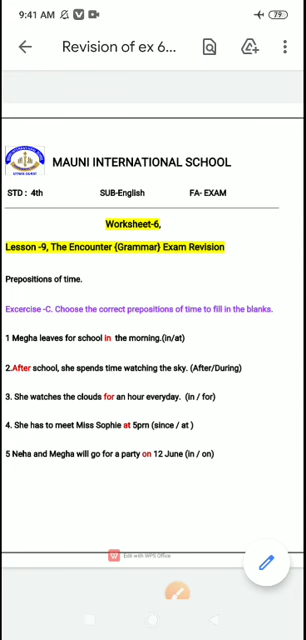 9:41 AM
79
Revision of ex 6...
MAUNI INTERNATIONAL SCHOOL
STD : 4th SUB-English FA- EXAM
Worksheet-6,
Lesson -9, The Encounter {Grammar} Exam Revision
Prepositions of time.
Excercise -C. Choose the correct prepositions of time to fill in the blanks.
1 Megha leaves for school in the morning.(in/at)
2.After school, she spends time watching the sky. (After/During)
3. She watches the clouds for an hour everyday. (in / for)
4. She has to meet Miss Sophie at 5pm (since / at )
5 Neha and Megha will go for a party on 12 June (in / on)
Edit with WPS Office